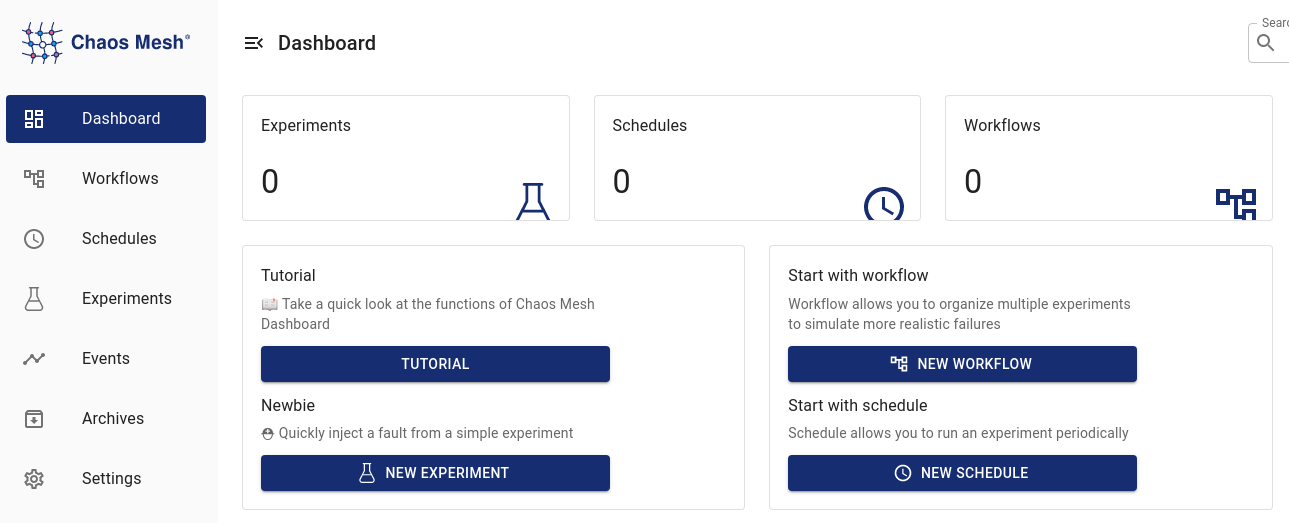 Chaos Mesh®
Dashboard
Workflows
Schedules
Experiments
Events
Archives
Settings
Dashboard
Experiments
0
Schedules
0
Workflows
0
Tutorial
📖 Take a quick look at the functions of Chaos Mesh
Dashboard
TUTORIAL
Newbie
⛑ Quickly inject a fault from a simple experiment
NEW EXPERIMENT
Start with workflow
Workflow allows you to organize multiple experiments
to simulate more realistic failures
NEW WORKFLOW
Start with schedule
Schedule allows you to run an experiment periodically
NEW SCHEDULE